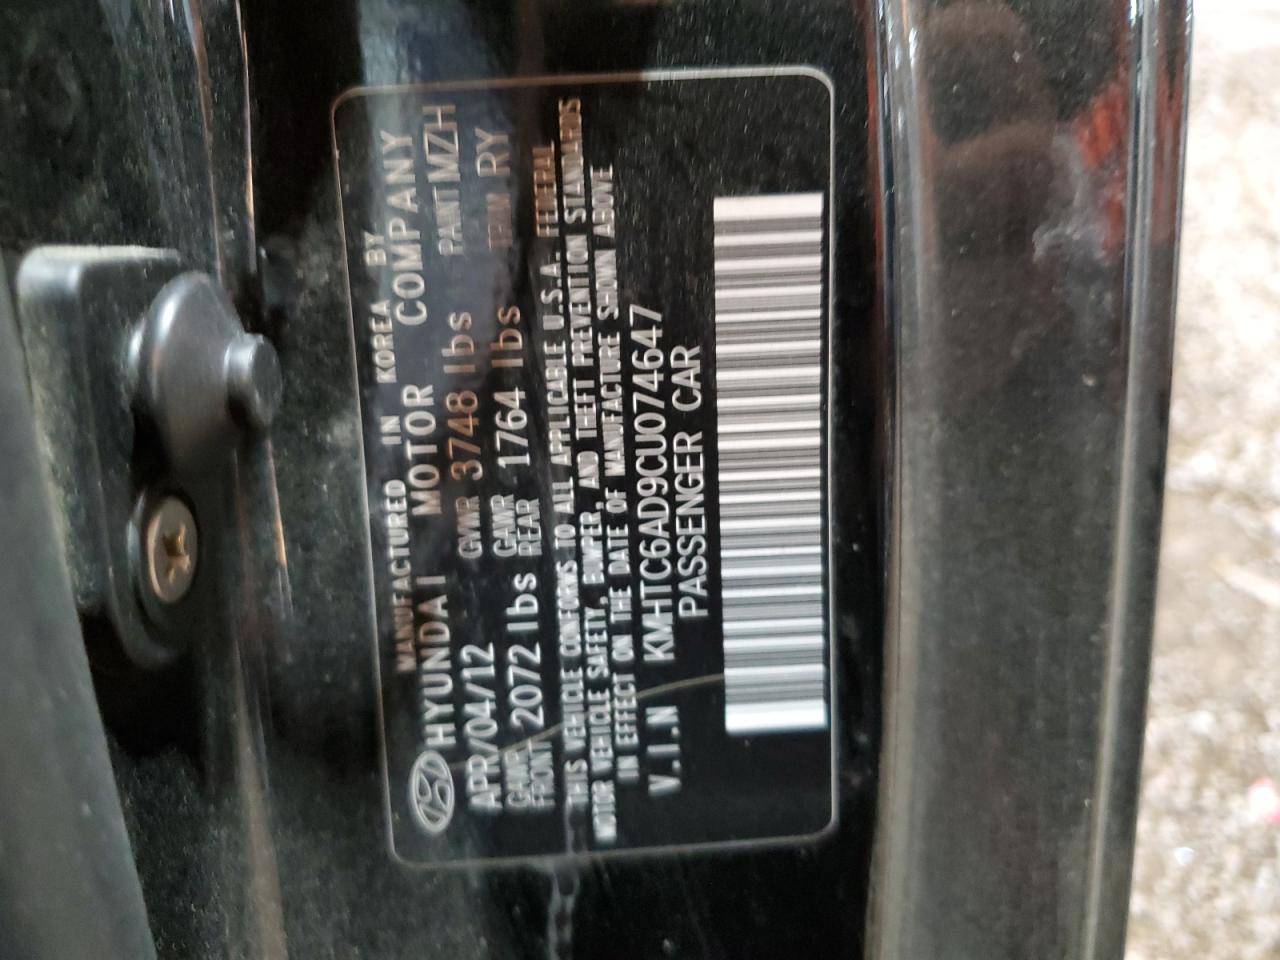 MANUFACTURED IN KOREA BY
HYUNDAI MOTOR COMPANY
APR/04/12 GVWR 3748 lbs PAINT MZH
GAWR FRONT 2072 lbs GAWR REAR 1764 lbs TRIM RY
THIS VEHICLE CONFORMS TO ALL APPLICABLE U.S.A. FEDERAL
MOTOR VEHICLE SAFETY, BUMPER, AND THEFT PREVENTION STANDARDS
IN EFFECT ON THE DATE OF MANUFACTURE SHOWN ABOVE
V.I.N KMHTC6AD9CU074647
PASSENGER CAR